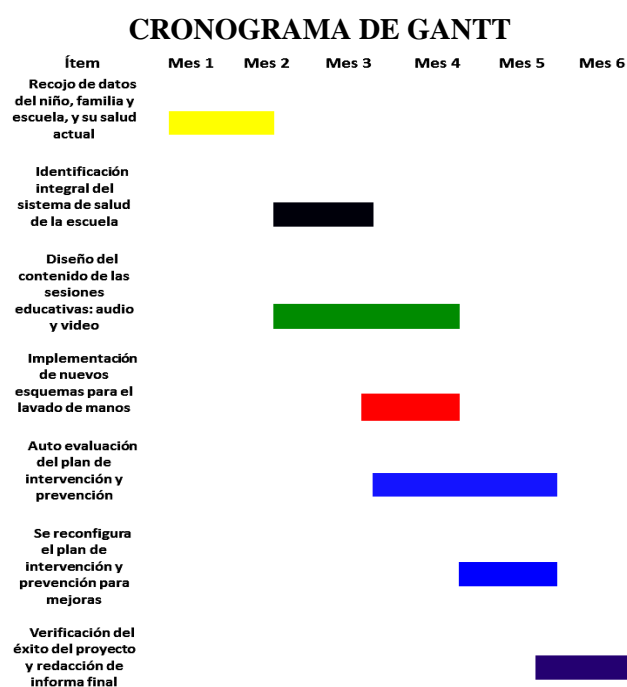 CRONOGRAMA DE GANTT
Ítem Mes 1 Mes 2 Mes 3 Mes 4 Mes 5 Mes 6
Recojo de datos
del niño, familia y
escuela, y su salud
actual
Identificación
integral del
sistema de salud
de la escuela
Diseño del
contenido de las
sesiones
educativas: audio
y video
Implementación
de nuevos
esquemas para el
lavado de manos
Auto evaluación
del plan de
intervención y
prevención
Se reconfigura
el plan de
intervención y
prevención para
mejoras
Verificación del
éxito del proyecto
y redacción de
informa final